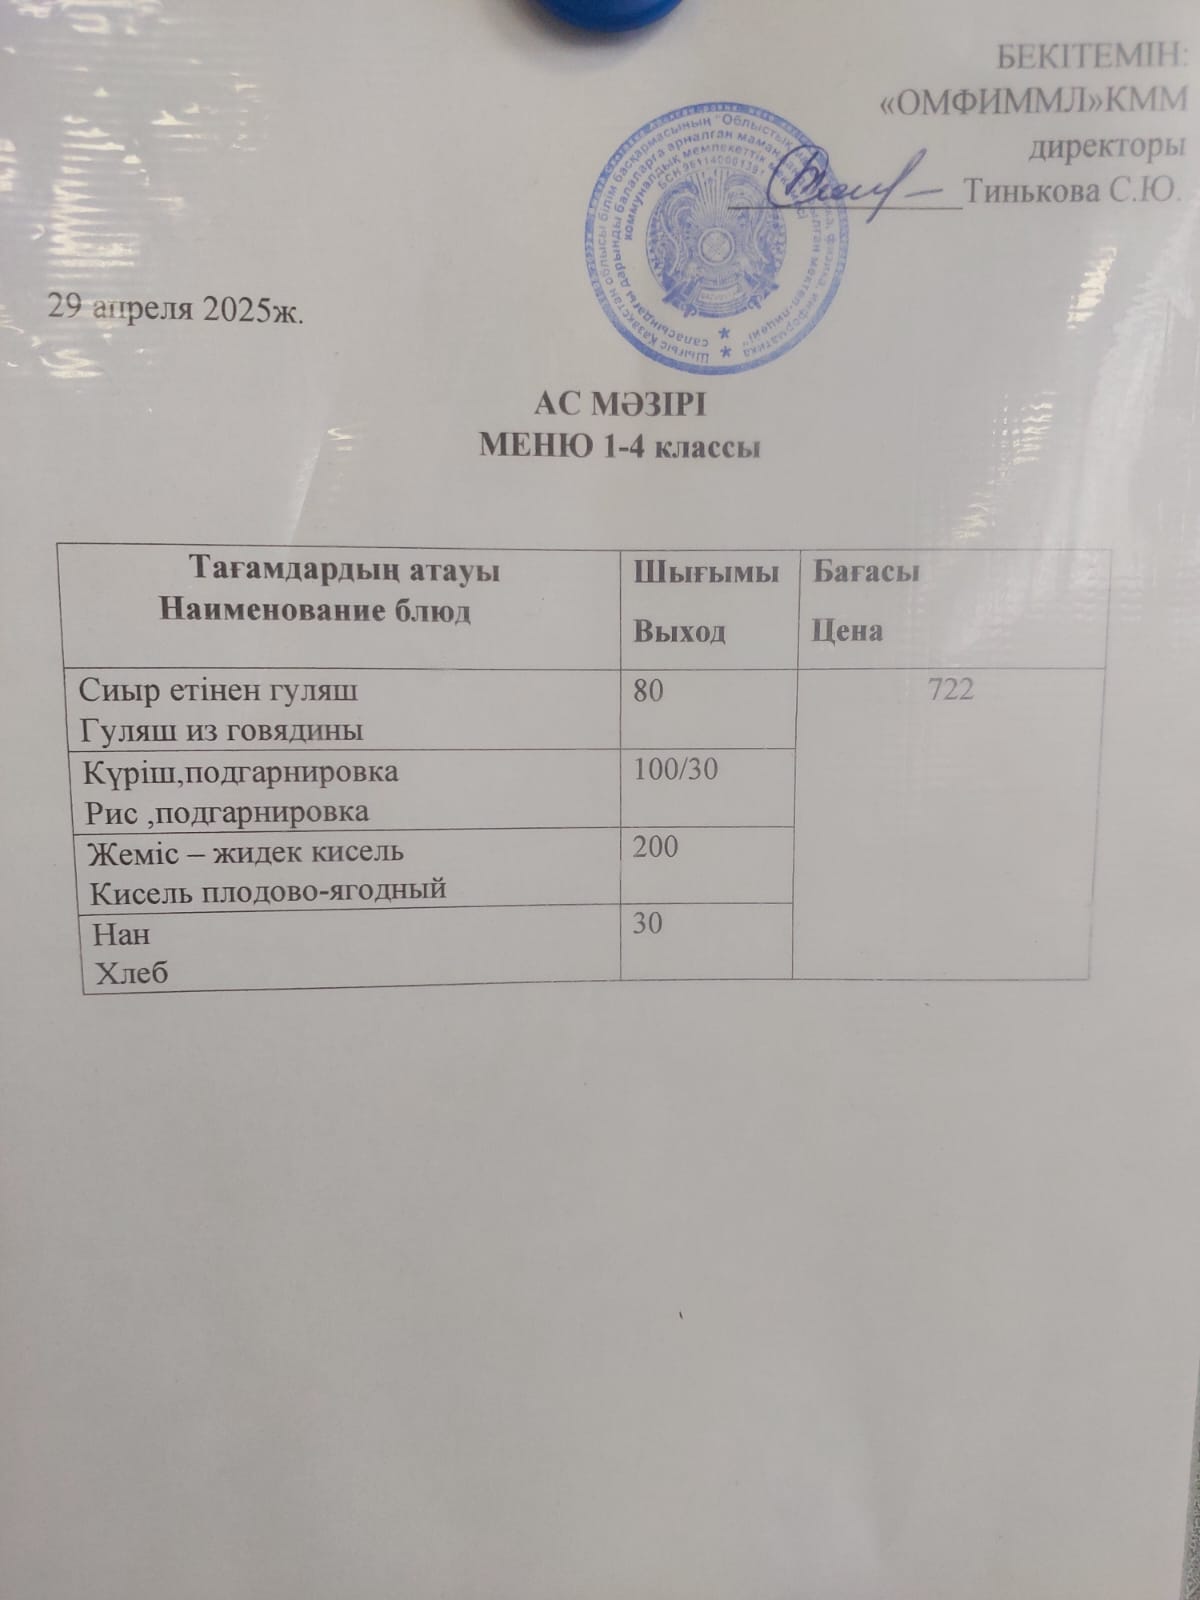 БЕКІТЕМІН:
«ОМФИММЛ»КММ
директоры
Тинькова С.Ю.
29 апреля 2025ж.
АС МӘЗІРІ
МЕНЮ 1-4 классы
Тағамдардың атауы
Наименование блюд
Шығымы
Выход
Бағасы
Цена
Сиыр етінен гуляш
Гуляш из говядины
80
722
Күріш,подгарнировка
Рис ,подгарнировка
100/30
Жеміс – жидек кисель
Кисель плодово-ягодный
200
Нан
Хлеб
30